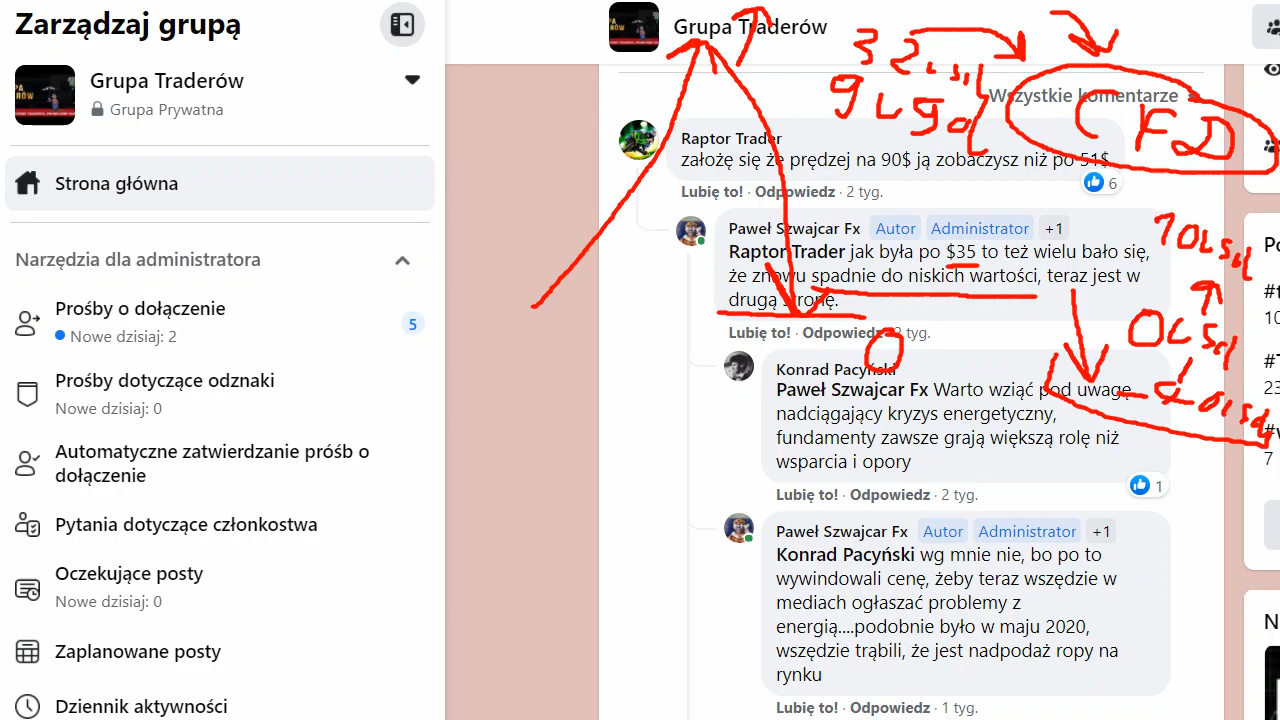 Zarządzaj grupą
Grupa Traderów
Grupa Prywatna
Strona główna
Narzędzia dla administratora
Prośby o dołączenie
Nowe dzisiaj: 2
5
Prośby dotyczące odznaki
Nowe dzisiaj: 0
Automatyczne zatwierdzanie próśb o
dołączenie
Pytania dotyczące członkostwa
Oczekujące posty
Nowe dzisiaj: 0
Zaplanowane posty
Dziennik aktywności
Grupa Traderów
Wszystkie komentarze
CFD
Raptor Trader
założę się że prędzej na 90$ ją zobaczysz niż po 51$
6
Lubię to! · Odpowiedz · 2 tyg.
Paweł Szwajcar Fx Autor Administrator +1
Raptor Trader jak była po $35 to też wielu bało się,
że znowu spadnie do niskich wartości, teraz jest w
drugą stronę.
Lubię to! · Odpowiedz · 2 tyg.
0
Konrad Pacyński
Paweł Szwajcar Fx Warto wziąć pod uwagę
nadciągający kryzys energetyczny,
fundamenty zawsze grają większą rolę niż
wsparcia i opory
1
Lubię to! · Odpowiedz · 2 tyg.
Paweł Szwajcar Fx Autor Administrator +1
Konrad Pacyński wg mnie nie, bo po to
wywindowali cenę, żeby teraz wszędzie w
mediach ogłaszać problemy z
energią....podobnie było w maju 2020,
wszędzie trąbili, że jest nadpodaż ropy na
rynku
Lubię to! · Odpowiedz · 1 tyg.
7